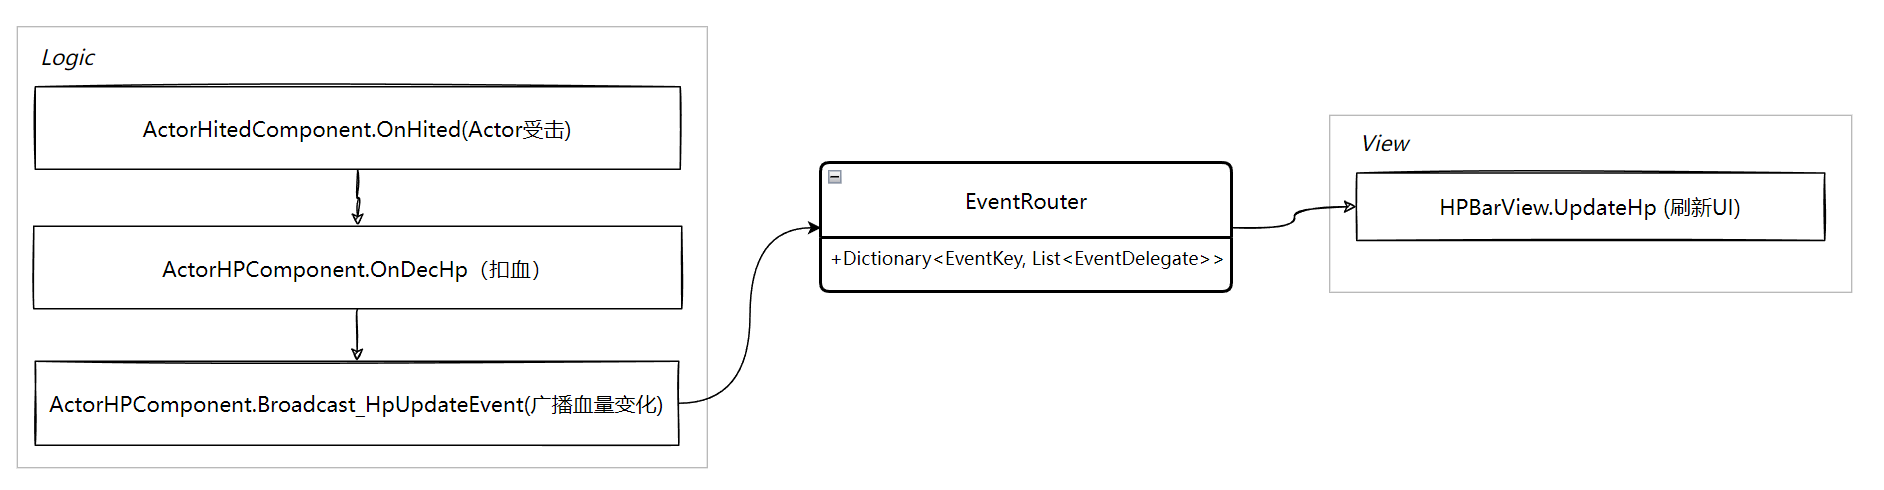 Logic
ActorHitedComponent.OnHited(Actor受击)
ActorHPComponent.OnDecHp（扣血）
ActorHPComponent.Broadcast_HpUpdateEvent(广播血量变化)
EventRouter
+Dictionary<EventKey, List<EventDelegate>>
View
HPBarView.UpdateHp (刷新UI)